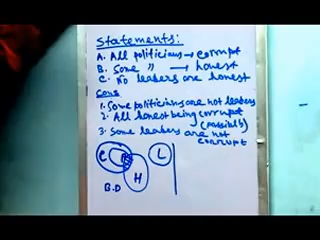 Statements:
A. All politicians → corrupt
B. Some " → honest
C. No leaders are honest
Cons
1. Some politicians are not leaders
2. All honest being corrupt
(possible)
3. Some leaders are not
corrupt
C
H
L
B.D